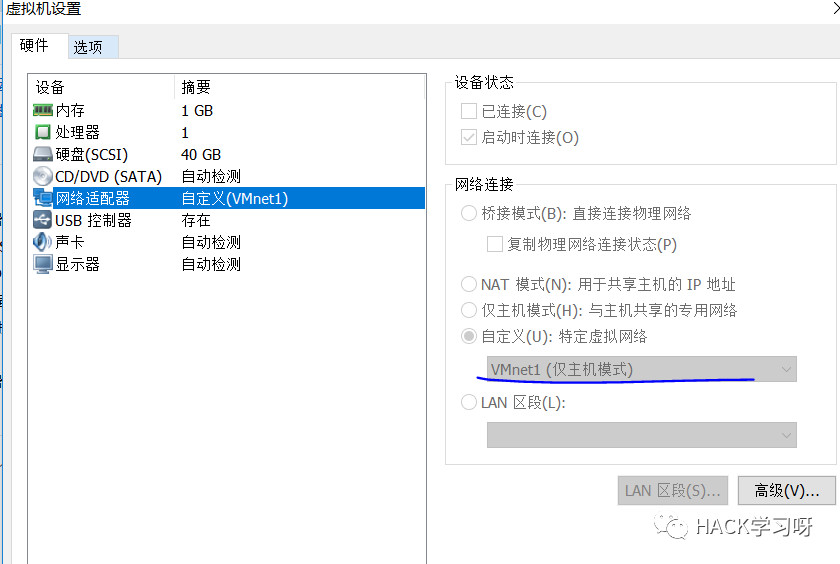 虚拟机设置
硬件 选项
设备 摘要
内存 1 GB
处理器 1
硬盘(SCSI) 40 GB
CD/DVD (SATA) 自动检测
网络适配器 自定义(VMnet1)
USB 控制器 存在
声卡 自动检测
显示器 自动检测
设备状态
已连接(C)
启动时连接(O)
网络连接
桥接模式(B): 直接连接物理网络
复制物理网络连接状态(P)
NAT 模式(N): 用于共享主机的 IP 地址
仅主机模式(H): 与主机共享的专用网络
自定义(U): 特定虚拟网络
VMnet1 (仅主机模式)
LAN 区段(L):
LAN 区段(S)... 高级(V)...
HACK学习呀